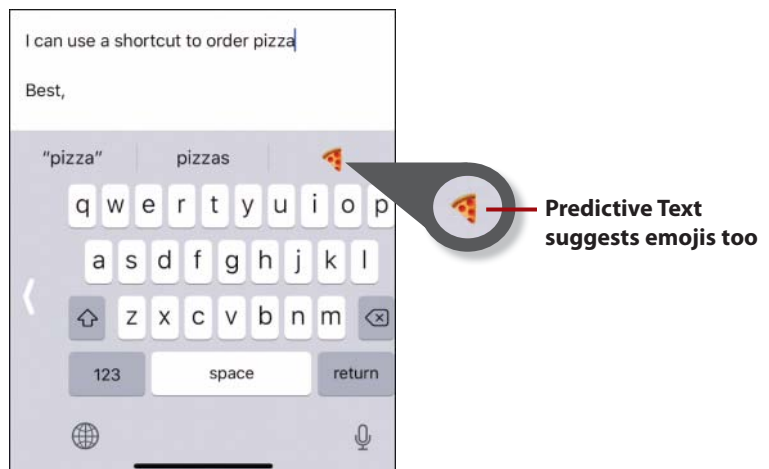 I can use a shortcut to order pizza
Best,
"pizza" pizzas
q w e r t y u i o p
a s d f g h j k l
z x c v b n m
123 space return
Predictive Text
suggests emojis too